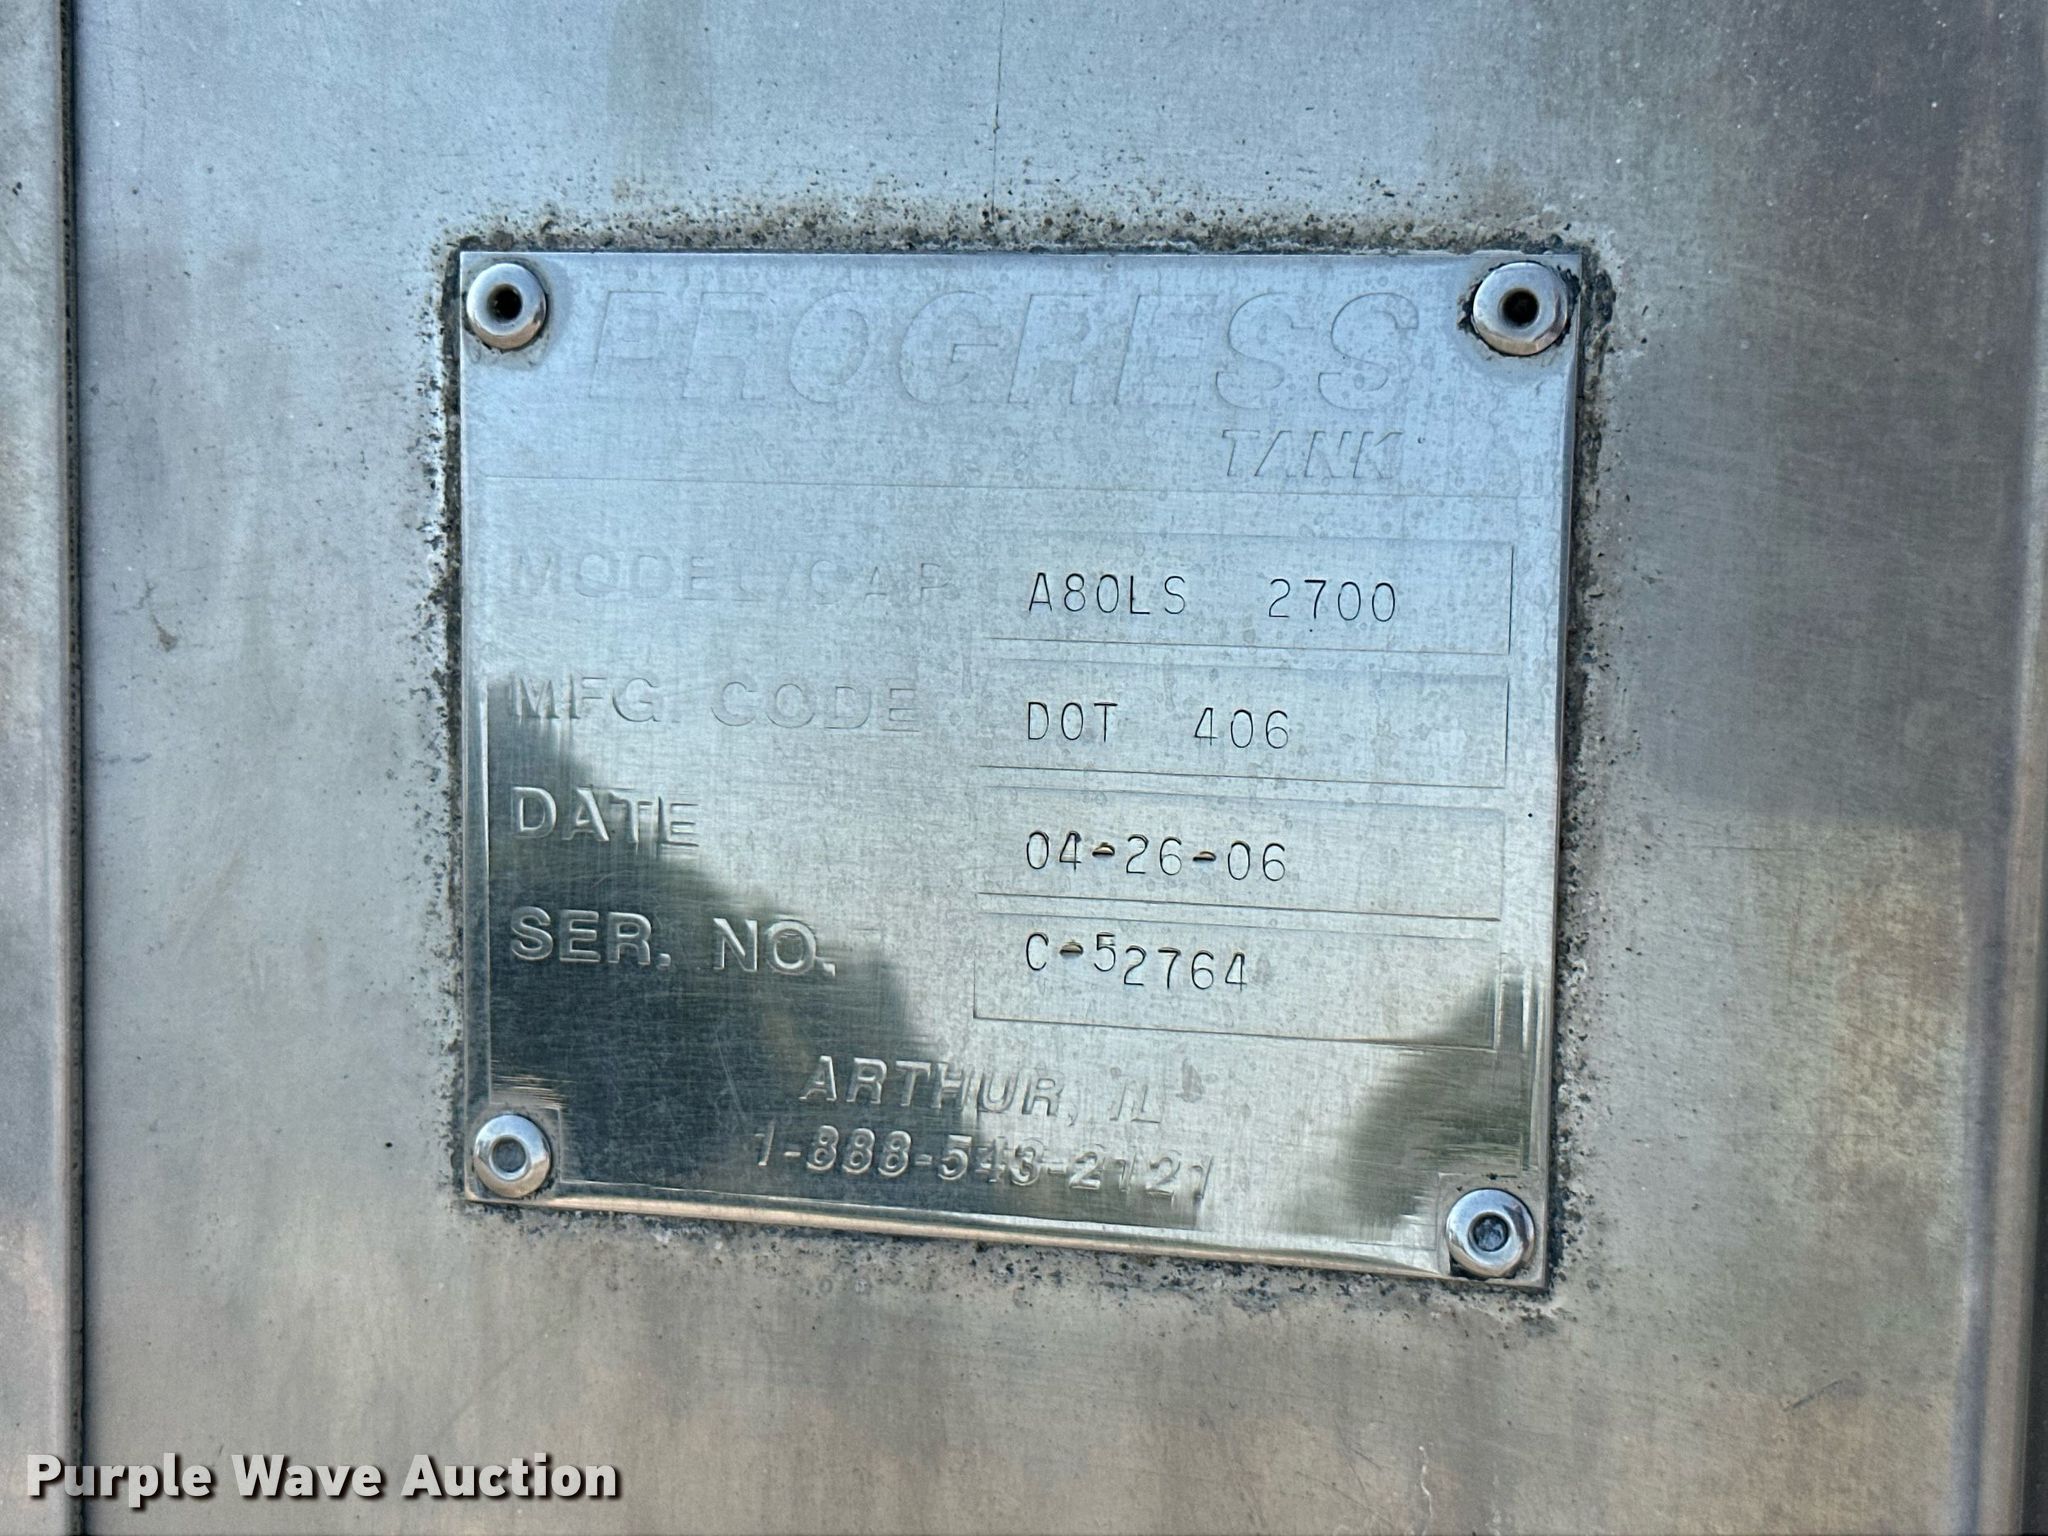 PROGRESS
TANK
MODEL/CAP A80LS 2700
MFG CODE DOT 406
DATE 04-26-06
SER. NO. C-52764
ARTHUR, IL
1-888-543-2121
Purple Wave Auction